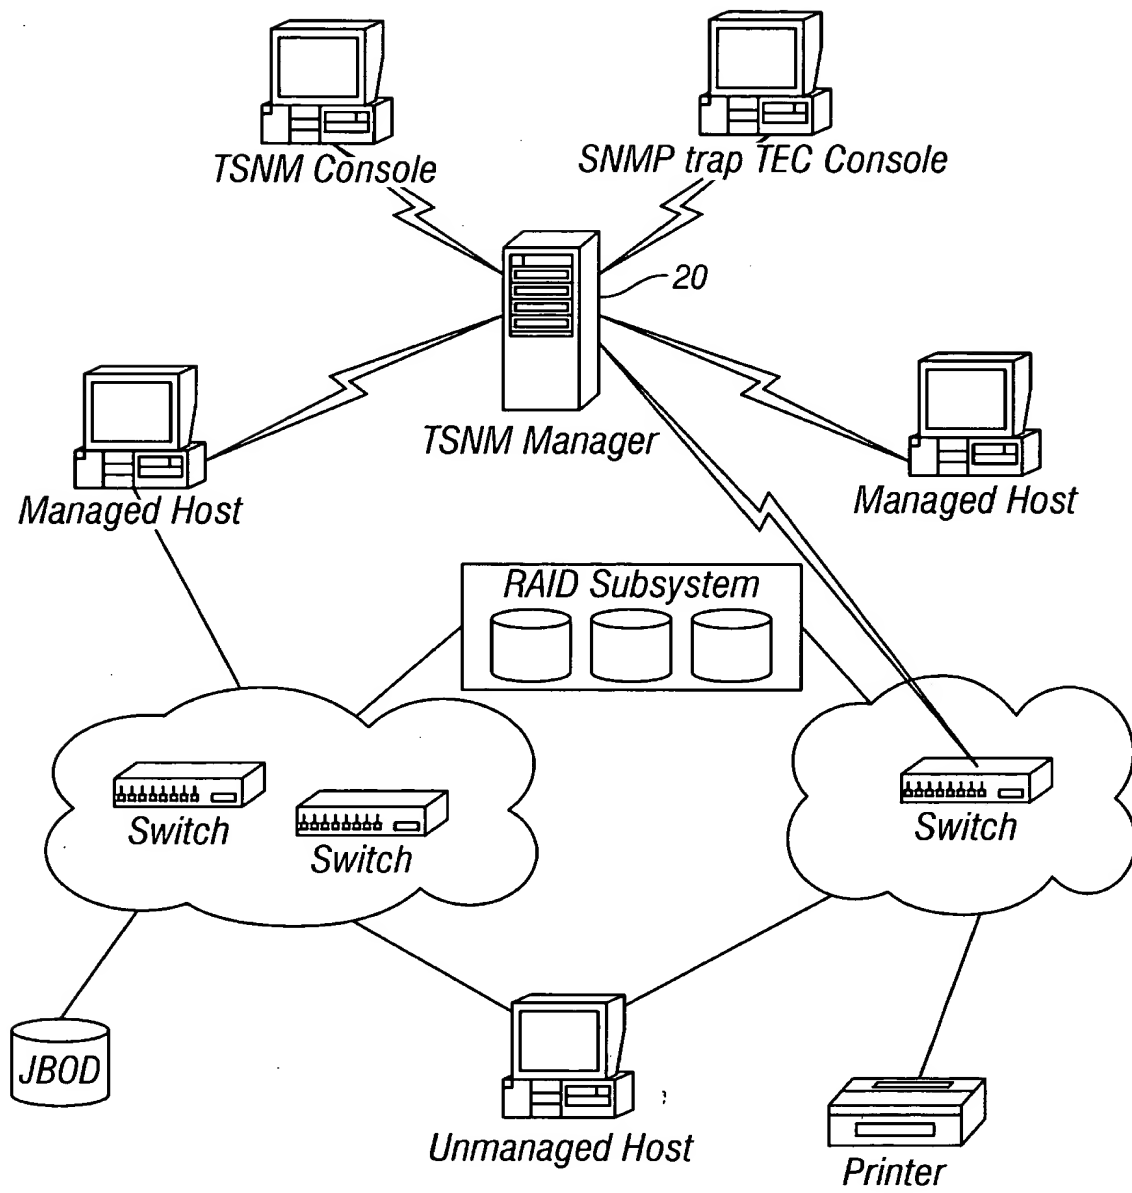 TSNM Console
SNMP trap TEC Console
20
TSNM Manager
Managed Host
Managed Host
RAID Subsystem
Switch
Switch
Switch
JBOD
Unmanaged Host
Printer